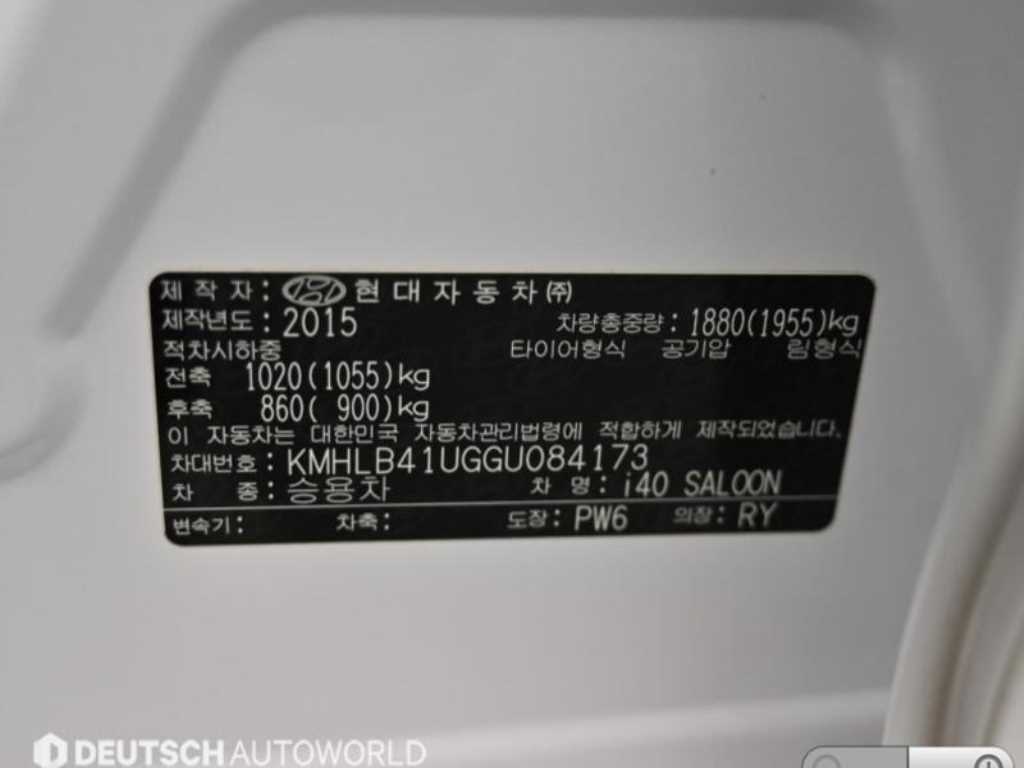 제 작 자 : 현 대 자 동 차 ㈜
제작년도 : 2015 차량총중량 : 1880(1955)kg
적차시하중 타이어형식 공기압 림형식
전축 1020(1055)kg
후축 860( 900)kg
이 자동차는 대한민국 자동차관리법령에 적합하게 제작되었습니다.
차대번호 : KMHLB41UGGU084173
차 종 : 승용차 차 명 : i40 SALOON
변속기 : 차축 : 도장 : PW6 의장 : RY
DEUTSCH AUTOWORLD